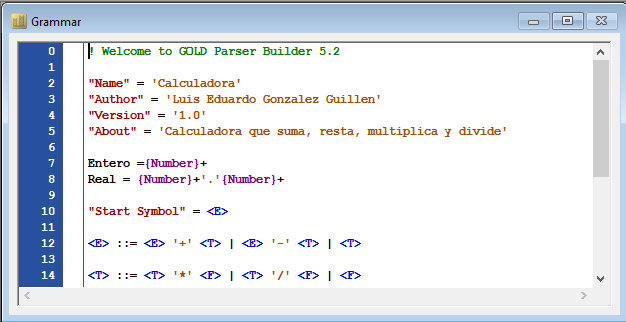 Grammar
0 ! Welcome to GOLD Parser Builder 5.2
1
2 "Name" = 'Calculadora'
3 "Author" = 'Luis Eduardo Gonzalez Guillen'
4 "Version" = '1.0'
5 "About" = 'Calculadora que suma, resta, multiplica y divide'
6
7 Entero ={Number}+
8 Real = {Number}+'.'{Number}+
9
10 "Start Symbol" = <E>
11
12 <E> ::= <E> '+' <T> | <E> '-' <T> | <T>
13
14 <T> ::= <T> '*' <F> | <T> '/' <F> | <F>